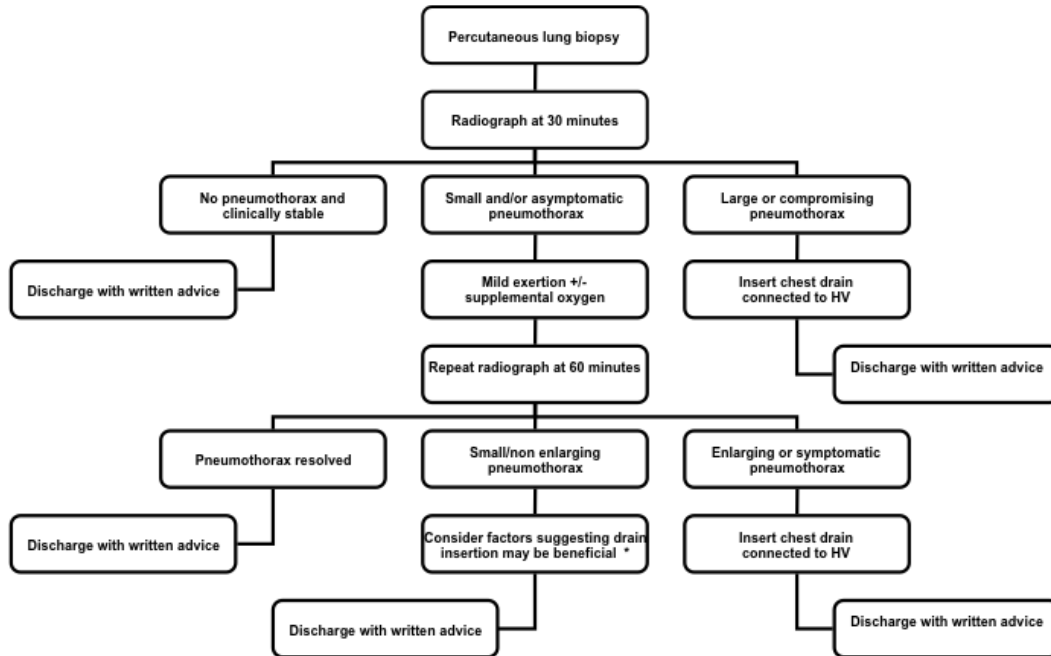 Percutaneous lung biopsy
Radiograph at 30 minutes
No pneumothorax and
clinically stable
Small and/or asymptomatic
pneumothorax
Large or compromising
pneumothorax
Discharge with written advice
Mild exertion +/-
supplemental oxygen
Insert chest drain
connected to HV
Repeat radiograph at 60 minutes
Discharge with written advice
Pneumothorax resolved
Small/non enlarging
pneumothorax
Enlarging or symptomatic
pneumothorax
Discharge with written advice
Consider factors suggesting drain
insertion may be beneficial *
Insert chest drain
connected to HV
Discharge with written advice
Discharge with written advice